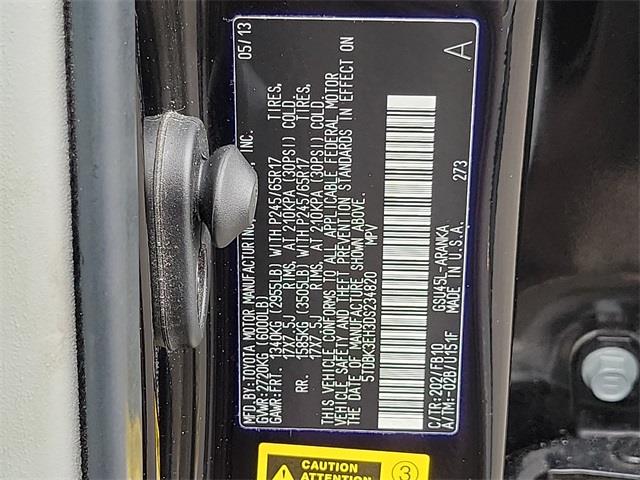 MFD. BY: TOYOTA MOTOR MANUFACTURING, INC. 05/13
GVWR: 2720KG (6000LB)
GAWR: FRT. 1340KG (2955LB) WITH P245/65R17 TIRES,
17X7.5J RIMS, AT 210KPA (30PSI) COLD.
RR. 1585KG (3505LB) WITH P245/65R17 TIRES,
17X7.5J RIMS, AT 210KPA (30PSI) COLD.
THIS VEHICLE CONFORMS TO ALL APPLICABLE FEDERAL MOTOR
VEHICLE SAFETY AND THEFT PREVENTION STANDARDS IN EFFECT ON
THE DATE OF MANUFACTURE SHOWN ABOVE.
5TDBK3EH3DS234820 MPV
A
C/TR: 202/FB10 GSU45L-ARANKA 273
A/TM: -02B/U151F MADE IN U.S.A.
CAUTION
ATTENTION
3